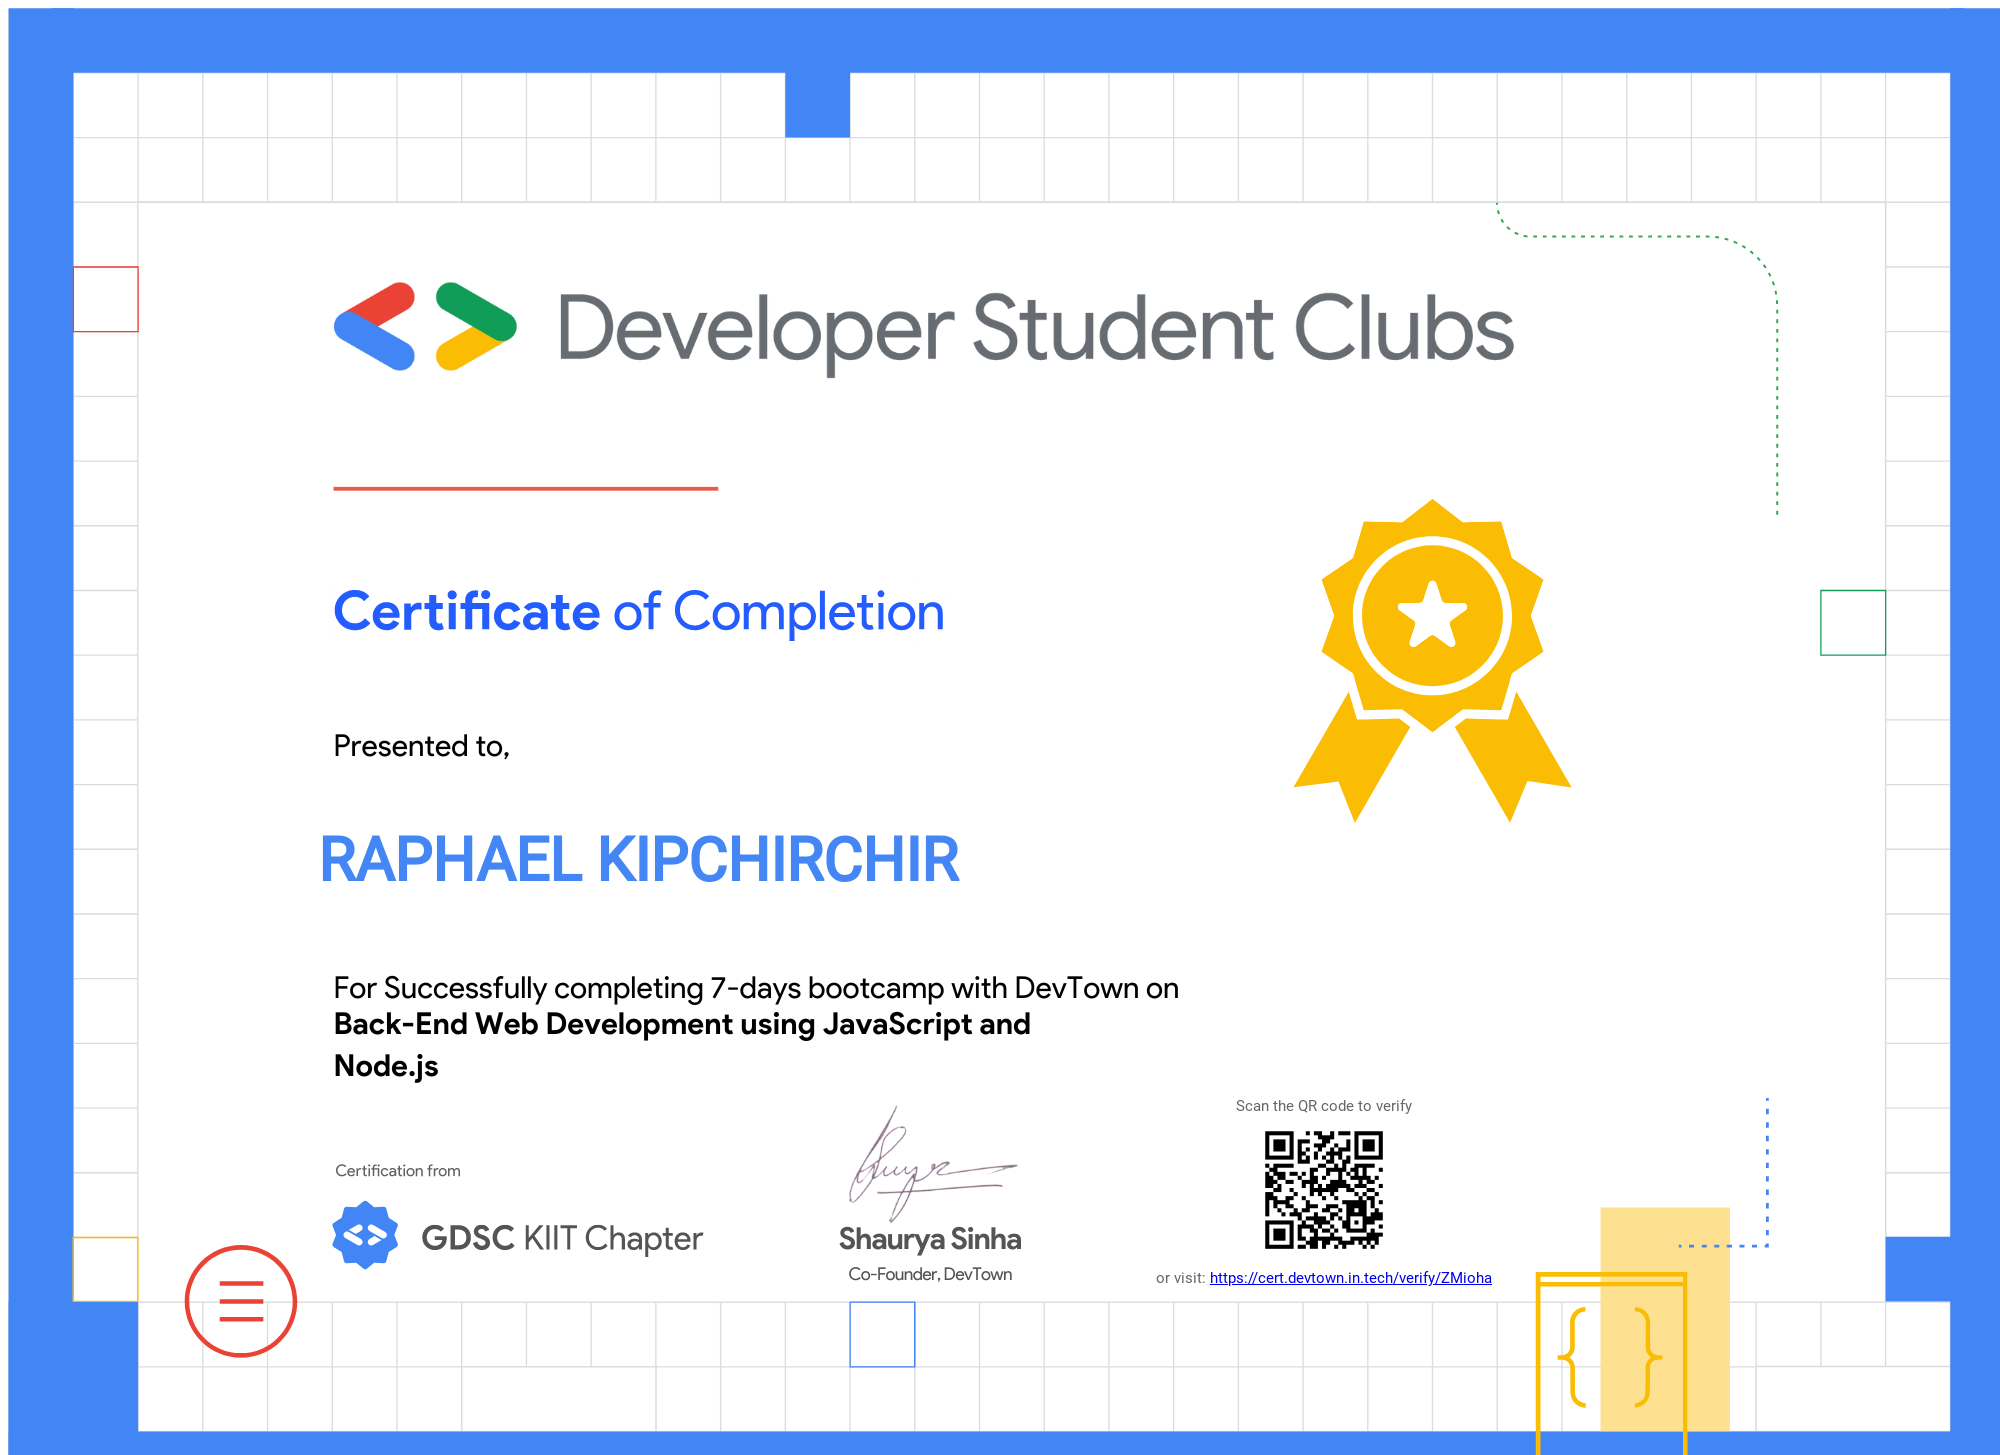 Developer Student Clubs
Certificate of Completion
Presented to,
RAPHAEL KIPCHIRCHIR
For Successfully completing 7-days bootcamp with DevTown on
Back-End Web Development using JavaScript and
Node.js
Certification from
GDSC KIIT Chapter
Shaurya Sinha
Co-Founder, DevTown
Scan the QR code to verify
or visit: https://cert.devtown.in.tech/verify/ZMioha
{ }